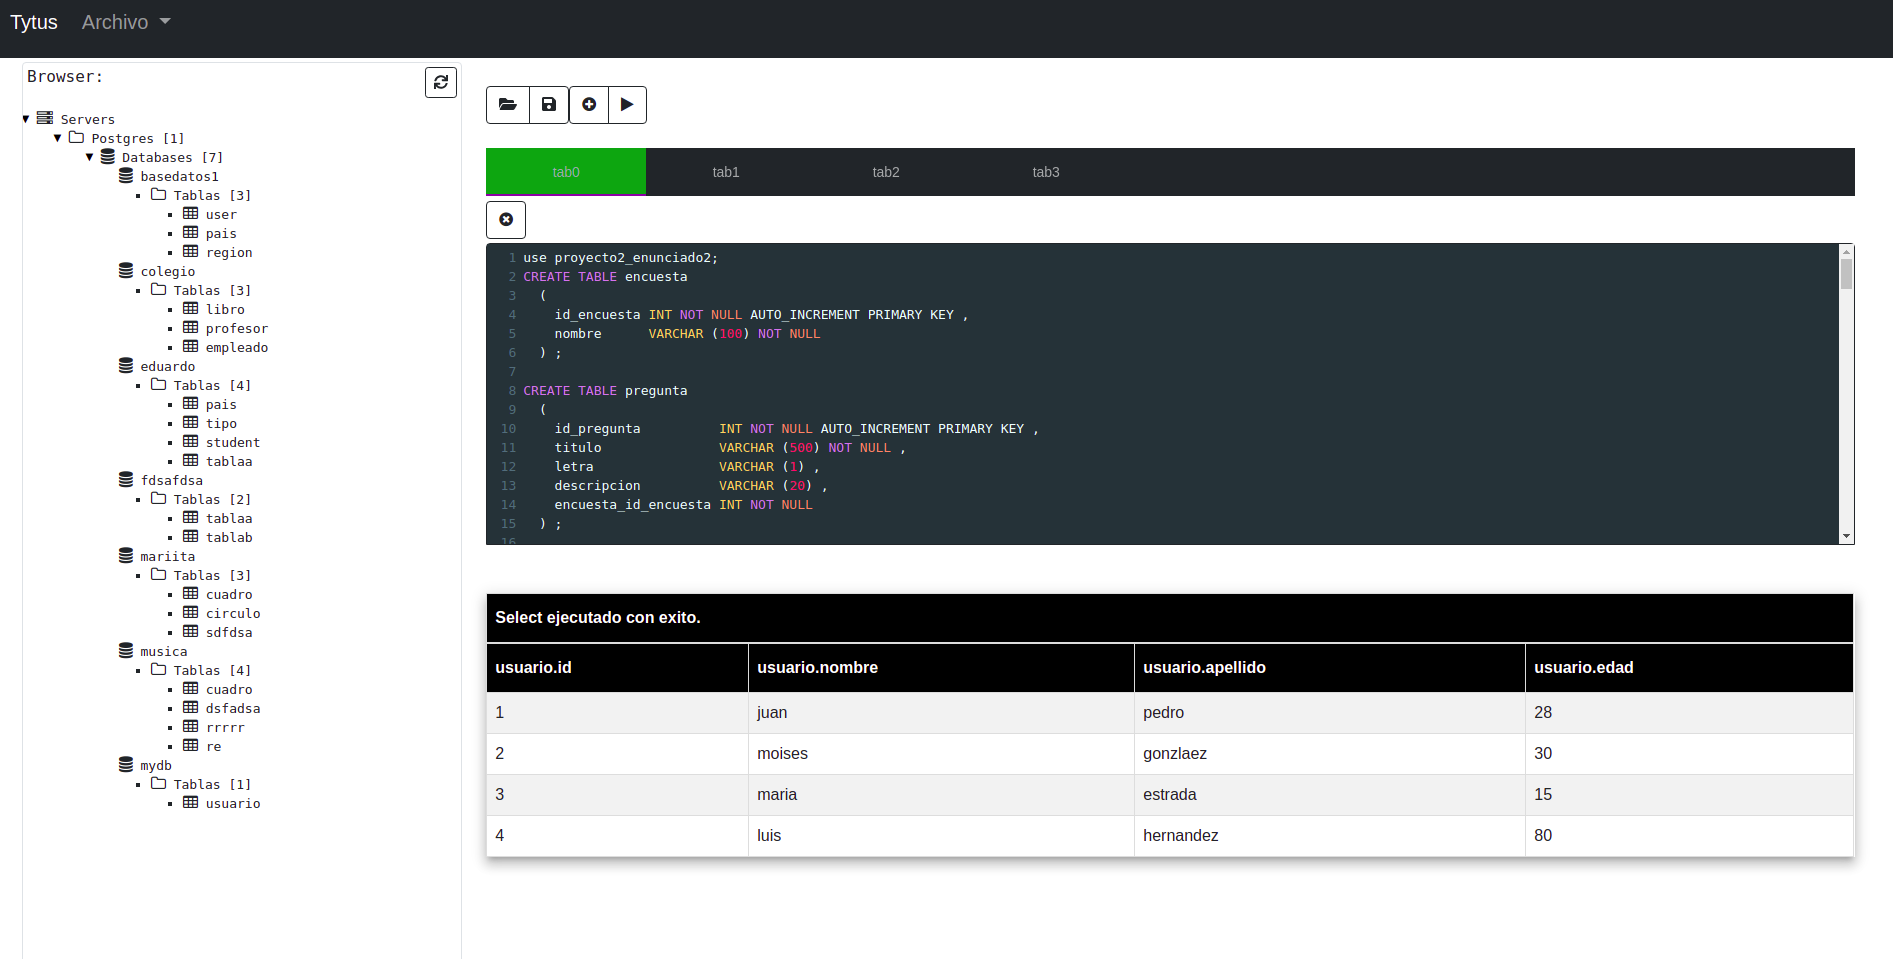 Tytus Archivo
Browser:
Servers
Postgres [1]
Databases [7]
basedatos1
Tablas [3]
user
pais
region
colegio
Tablas [3]
libro
profesor
empleado
eduardo
Tablas [4]
pais
tipo
student
tablaa
fdsafdsa
Tablas [2]
tablaa
tablab
mariita
Tablas [3]
cuadro
circulo
sdfdsa
musica
Tablas [4]
cuadro
dsfadsa
rrrrr
re
mydb
Tablas [1]
usuario
tab0 tab1 tab2 tab3
1 use proyecto2_enunciado2;
2 CREATE TABLE encuesta
3 (
4 id_encuesta INT NOT NULL AUTO_INCREMENT PRIMARY KEY ,
5 nombre VARCHAR (100) NOT NULL
6 ) ;
7
8 CREATE TABLE pregunta
9 (
10 id_pregunta INT NOT NULL AUTO_INCREMENT PRIMARY KEY ,
11 titulo VARCHAR (500) NOT NULL ,
12 letra VARCHAR (1) ,
13 descripcion VARCHAR (20) ,
14 encuesta_id_encuesta INT NOT NULL
15 ) ;
16
Select ejecutado con exito.
usuario.id usuario.nombre usuario.apellido usuario.edad
1 juan pedro 28
2 moises gonzlaez 30
3 maria estrada 15
4 luis hernandez 80